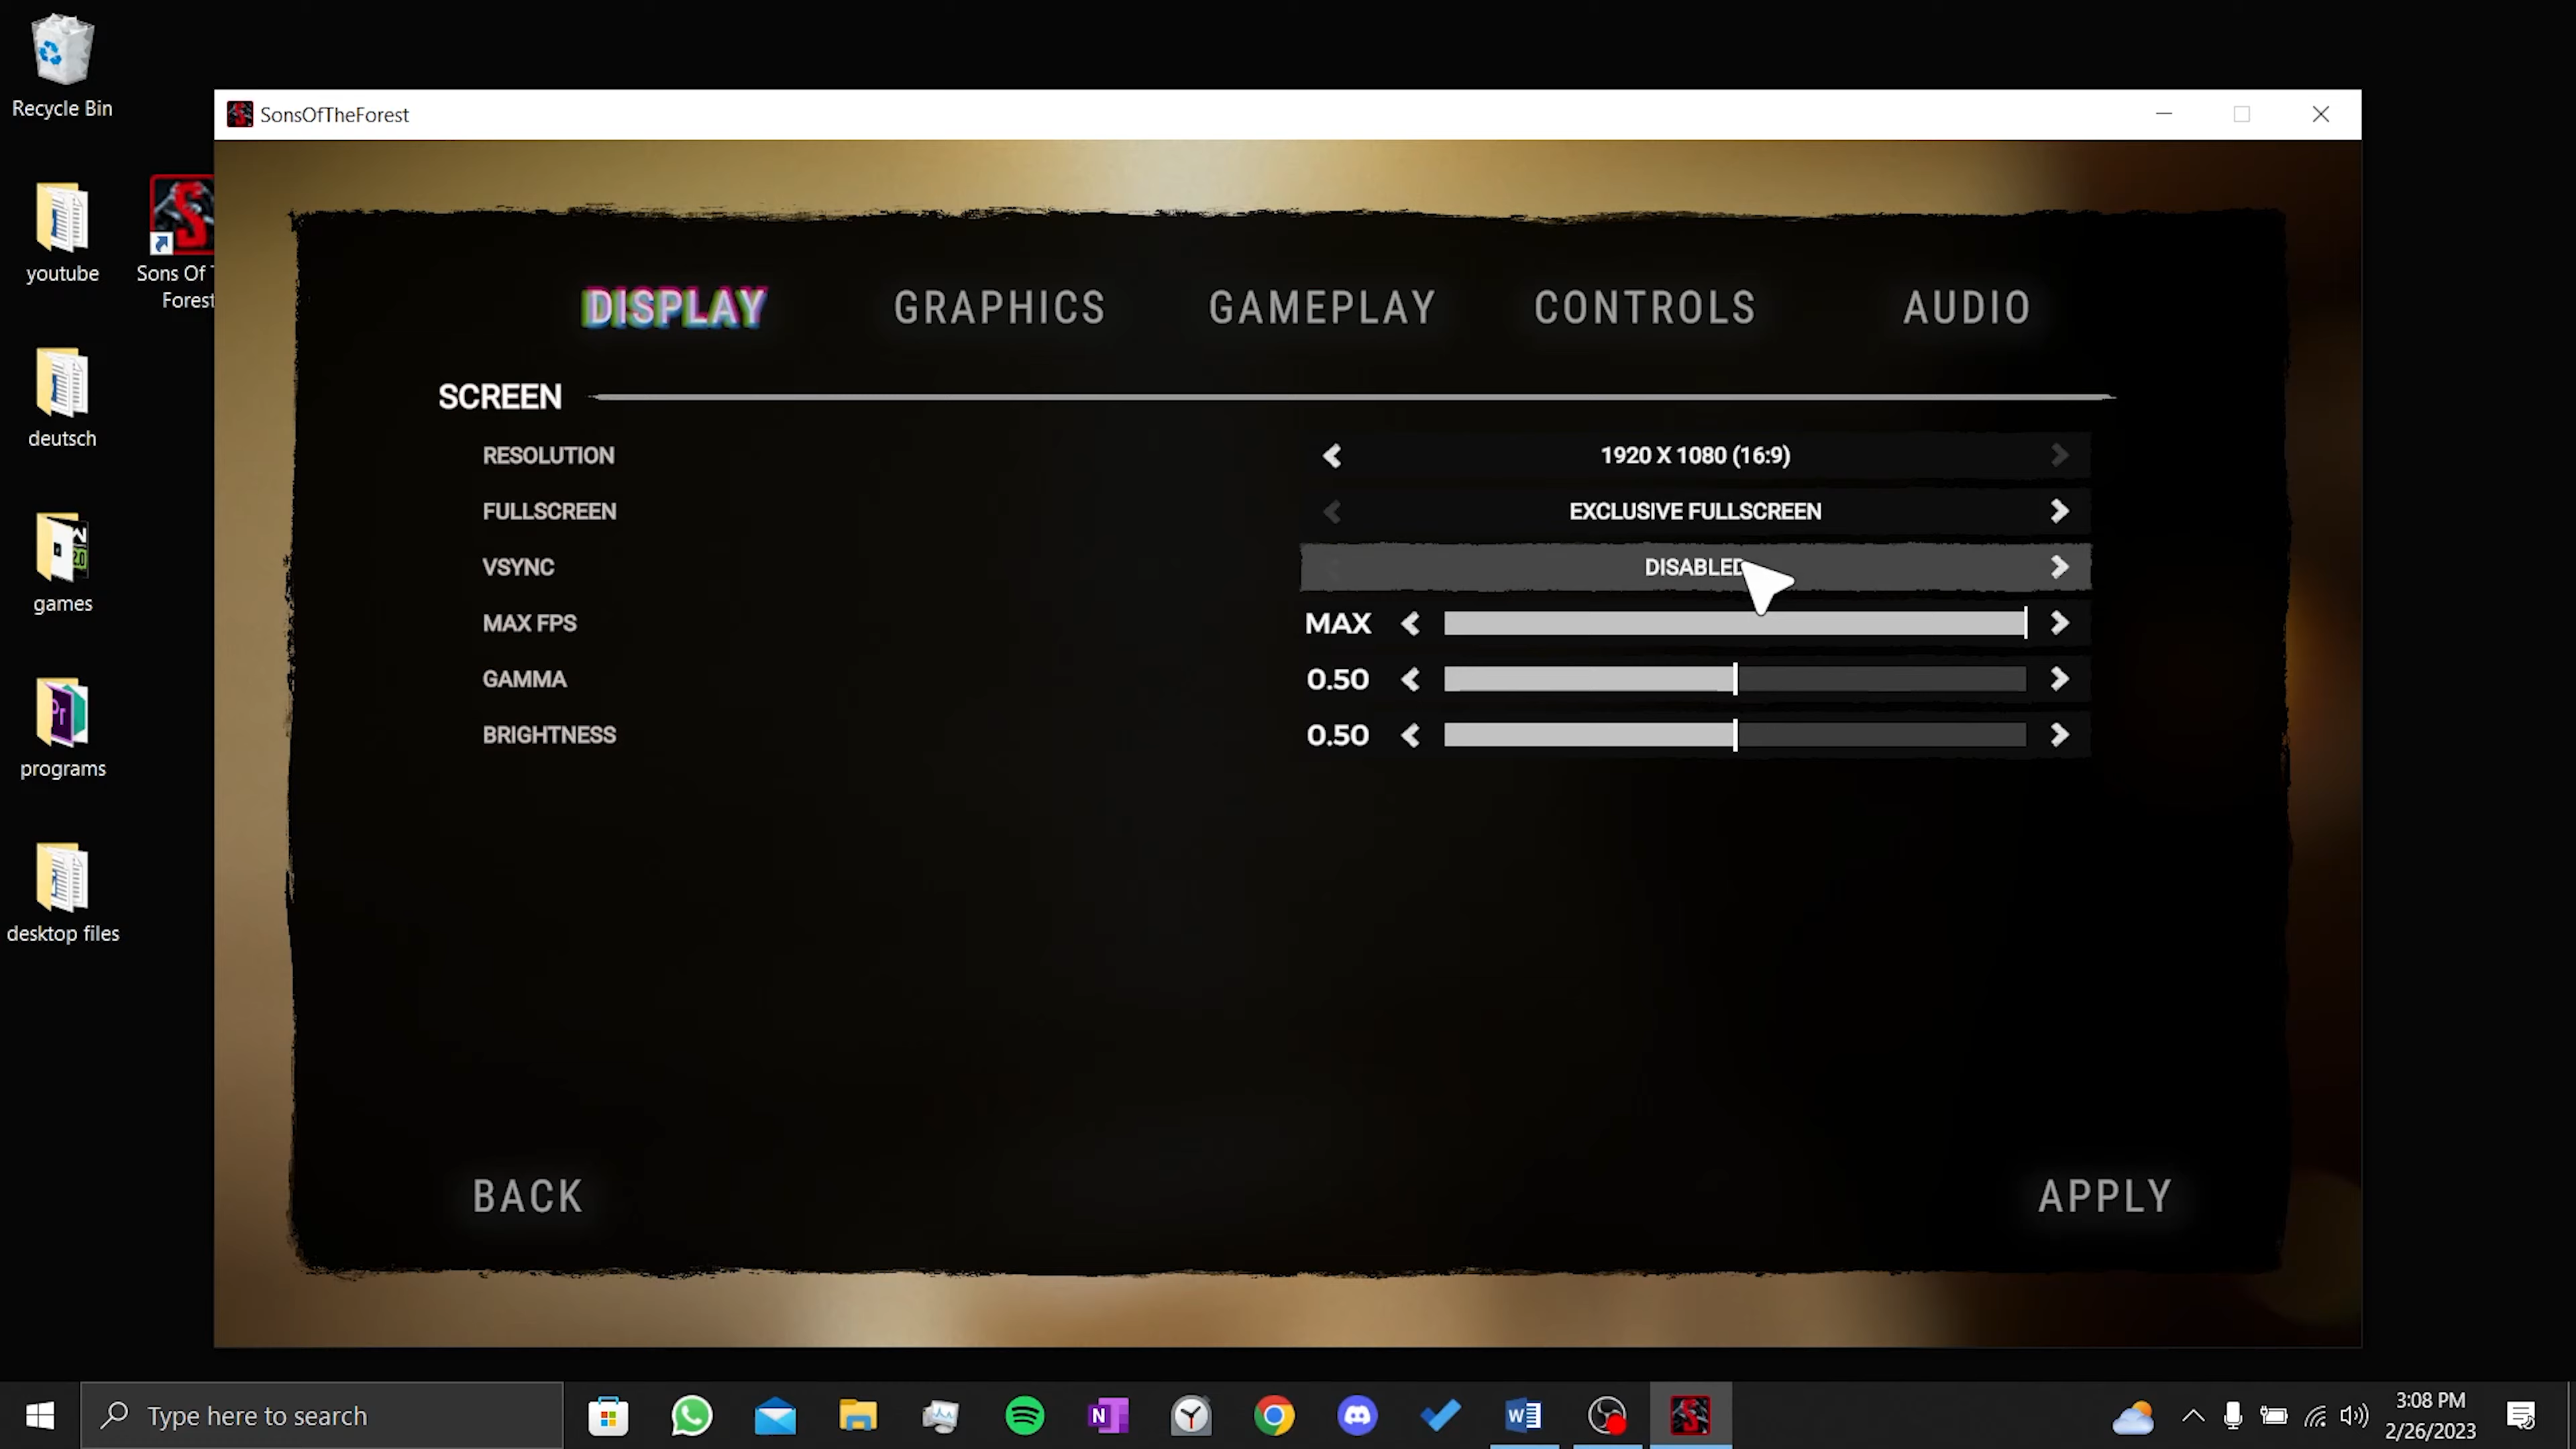 Recycle Bin
youtube
Sons Of T
Forest
deutsch
games
programs
desktop files
SonsOfTheForest
DISPLAY GRAPHICS GAMEPLAY CONTROLS AUDIO
SCREEN
RESOLUTION 1920 X 1080 (16:9)
FULLSCREEN EXCLUSIVE FULLSCREEN
VSYNC DISABLED
MAX FPS MAX
GAMMA 0.50
BRIGHTNESS 0.50
BACK APPLY
Type here to search
3:08 PM
2/26/2023